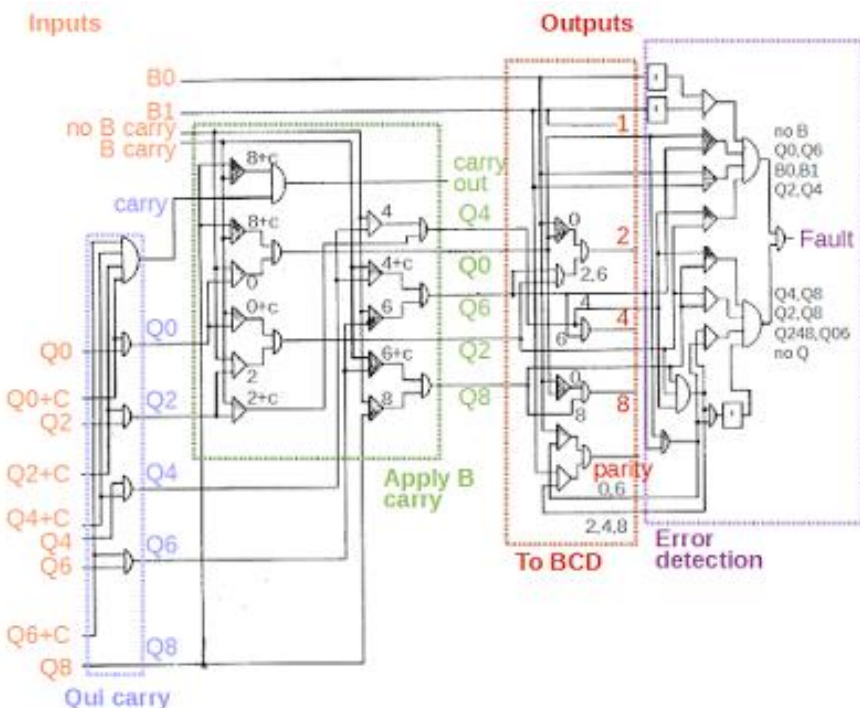 Inputs
Outputs
B0
B1
no B carry
B carry
carry
Q0
Q0+C
Q2
Q2+C
Q4+C
Q4
Q6
Q6+C
Q8
Q0
Q2
Q4
Q6
Q8
Qui carry
8+c
8+c
0
0+c
2
2+c
4
4+c
6
6+c
8
carry
out
Q4
Q0
Q6
Q2
Q8
Apply B
carry
1
0
2
2,6
4
4
6
0
8
8
parity
0,6
2,4,8
To BCD
no B
Q0,Q6
B0,B1
Q2,Q4
Fault
Q4,Q8
Q2,Q8
Q248,Q06
no Q
Error
detection